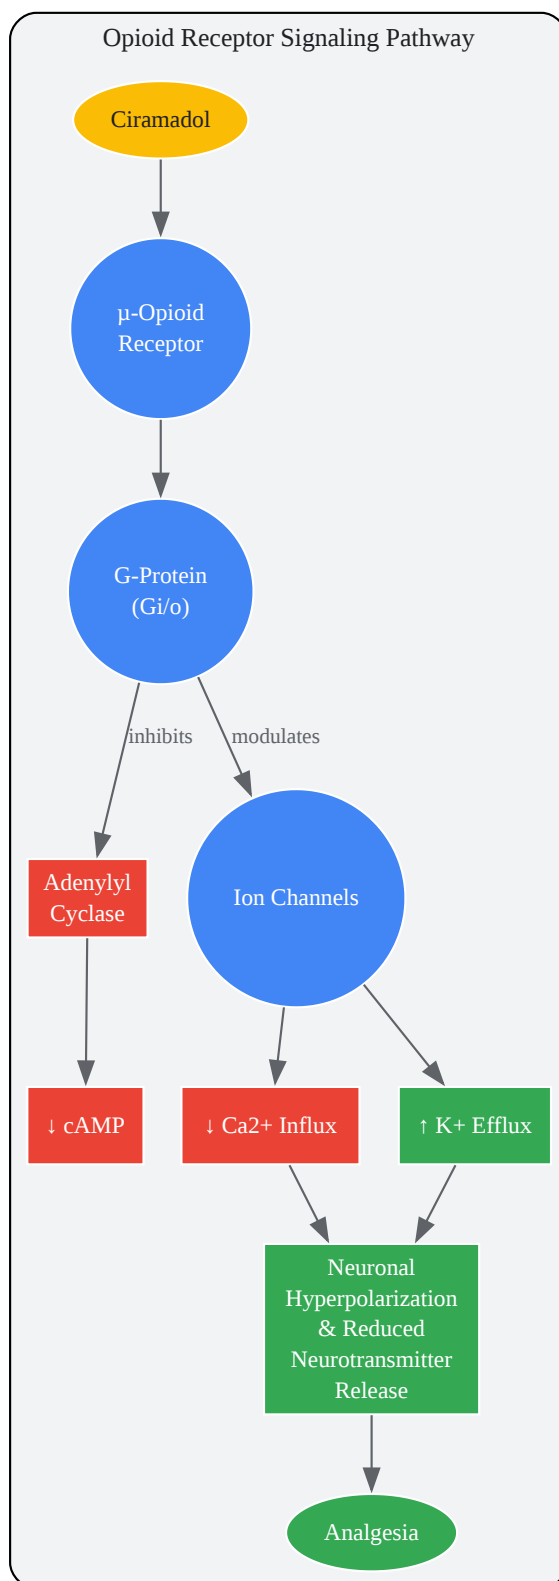 Opioid Receptor Signaling Pathway
Ciramadol
µ-Opioid
Receptor
G-Protein
(Gi/o)
inhibits
modulates
Adenylyl
Cyclase
Ion Channels
↓ cAMP
↓ Ca2+ Influx
↑ K+ Efflux
Neuronal
Hyperpolarization
& Reduced
Neurotransmitter
Release
Analgesia